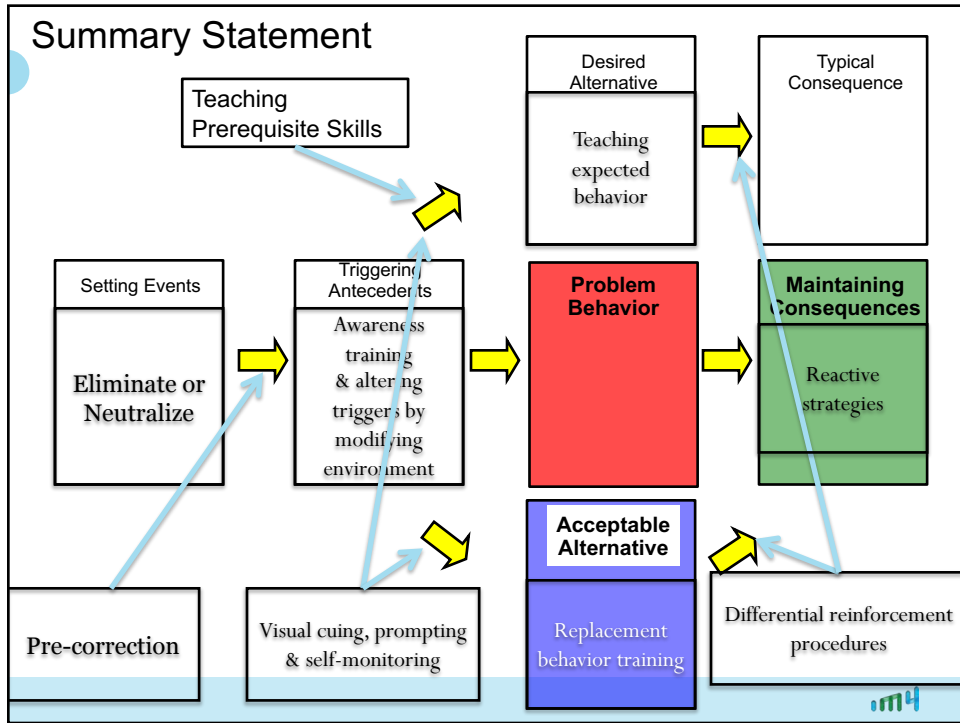 Summary Statement
Teaching
Prerequisite Skills
Desired
Alternative
Teaching
expected
behavior
Typical
Consequence
Setting Events
Eliminate or
Neutralize
Triggering
Antecedents
Awareness
training
& altering
triggers by
modifying
environment
Problem
Behavior
Maintaining
Consequences
Reactive
strategies
Pre-correction
Visual cuing, prompting
& self-monitoring
Acceptable
Alternative
Replacement
behavior training
Differential reinforcement
procedures